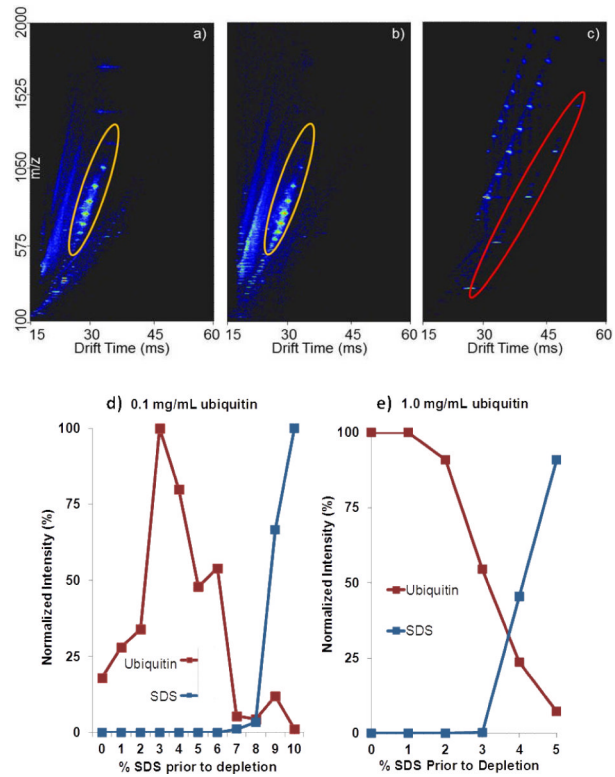 a)
b)
c)
m/z
2000
1525
1050
575
100
15 30 45 60
15 30 45 60
15 30 45 60
Drift Time (ms)
Drift Time (ms)
Drift Time (ms)
d) 0.1 mg/mL ubiquitin
Normalized Intensity (%)
100
75
50
25
0
Ubiquitin
SDS
0 1 2 3 4 5 6 7 8 9 10
% SDS prior to depletion
e) 1.0 mg/mL ubiquitin
Normalized Intensity (%)
100
75
50
25
0
Ubiquitin
SDS
0 1 2 3 4 5
% SDS Prior to Depletion